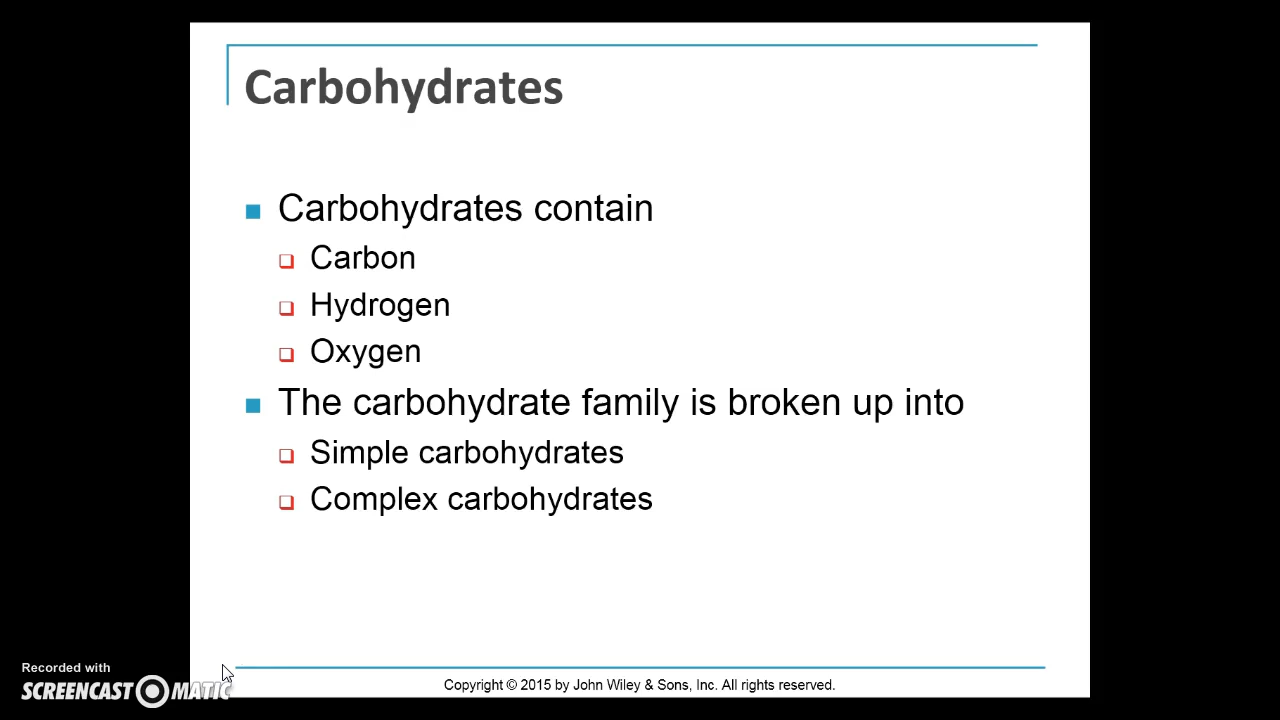 Carbohydrates
Carbohydrates contain
Carbon
Hydrogen
Oxygen
The carbohydrate family is broken up into
Simple carbohydrates
Complex carbohydrates
Recorded with
SCREENCAST MATIC
Copyright © 2015 by John Wiley & Sons, Inc. All rights reserved.